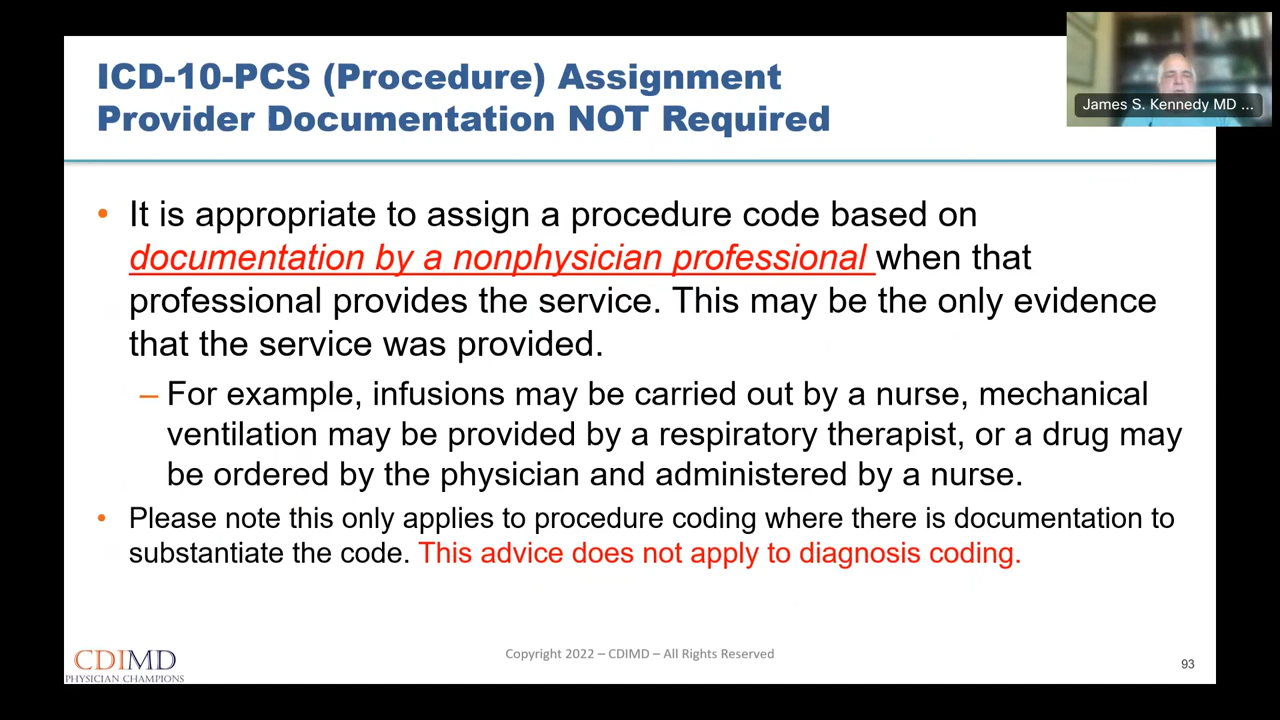 ICD-10-PCS (Procedure) Assignment
Provider Documentation NOT Required
James S. Kennedy MD ...
• It is appropriate to assign a procedure code based on
documentation by a nonphysician professional when that
professional provides the service. This may be the only evidence
that the service was provided.
– For example, infusions may be carried out by a nurse, mechanical
ventilation may be provided by a respiratory therapist, or a drug may
be ordered by the physician and administered by a nurse.
• Please note this only applies to procedure coding where there is documentation to
substantiate the code. This advice does not apply to diagnosis coding.
CDIMD
PHYSICIAN CHAMPIONS
Copyright 2022 – CDIMD – All Rights Reserved
93